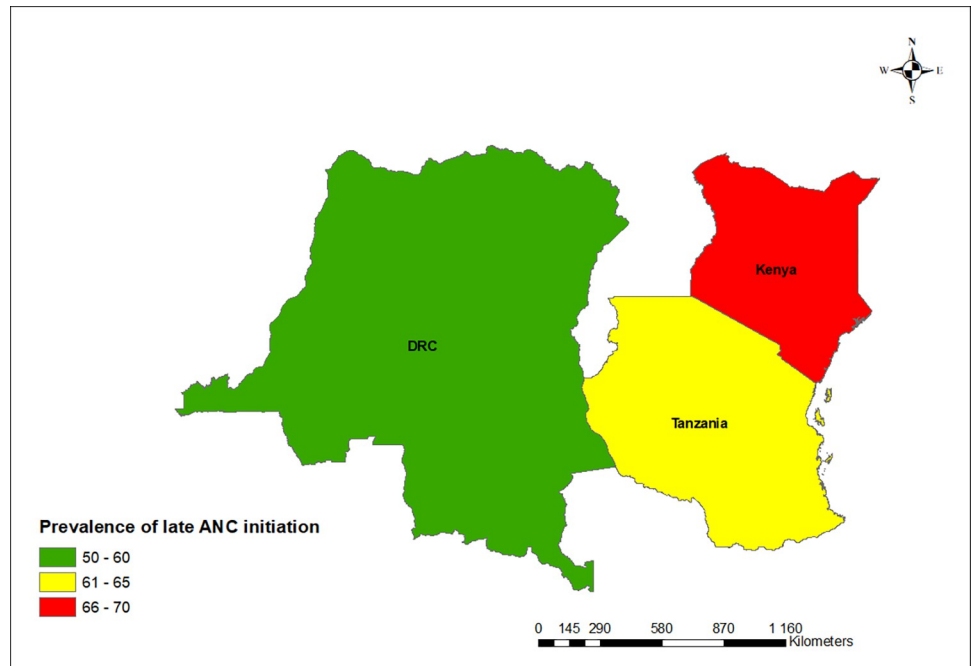 N
W E
S
Kenya
DRC
Tanzania
Prevalence of late ANC initiation
50 - 60
61 - 65
66 - 70
0 145 290 580 870 1 160
Kilometers